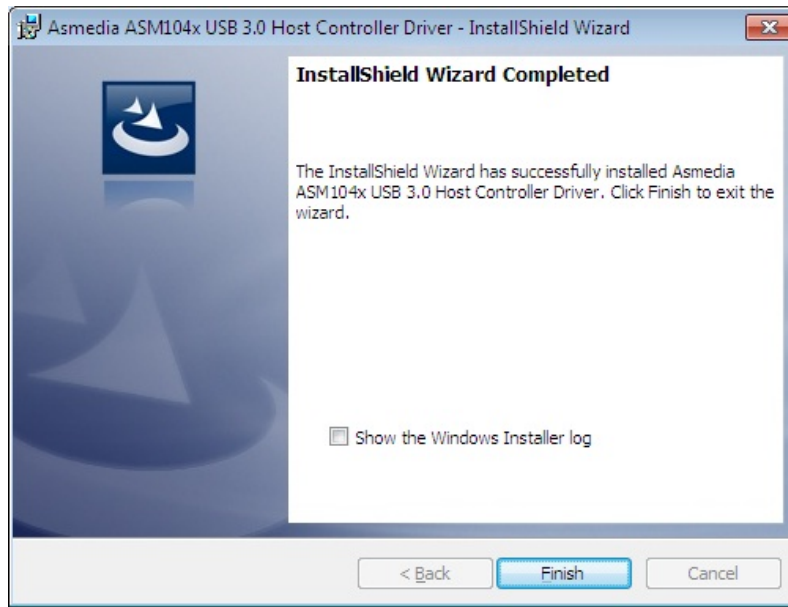 Asmedia ASM104x USB 3.0 Host Controller Driver - InstallShield Wizard
InstallShield Wizard Completed
The InstallShield Wizard has successfully installed Asmedia
ASM104x USB 3.0 Host Controller Driver. Click Finish to exit the
wizard.
Show the Windows Installer log
< Back Finish Cancel